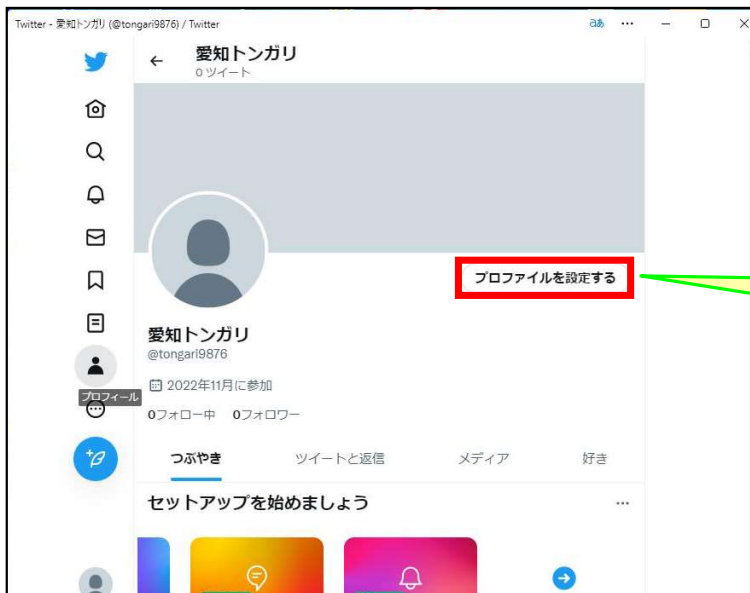 Twitter - 愛知トンガリ (@tongari9876) / Twitter
aあ
愛知トンガリ
0 ツイート
プロファイルを設定する
愛知トンガリ
@tongari9876
2022年11月に参加
プロフィール
0フォロー中 0フォロワー
つぶやき ツイートと返信 メディア 好き
セットアップを始めましょう